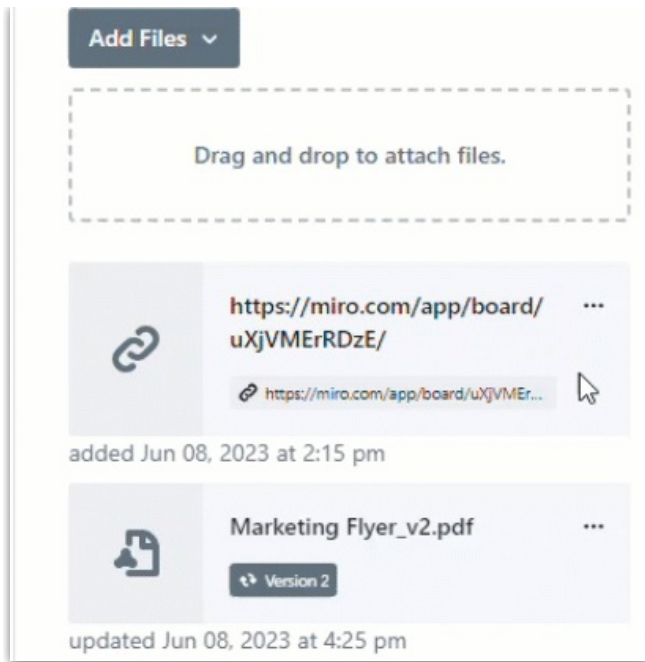 Add Files
Drag and drop to attach files.
https://miro.com/app/board/
uXjVMErRDzE/
https://miro.com/app/board/uXjVMEr...
added Jun 08, 2023 at 2:15 pm
Marketing Flyer_v2.pdf
Version 2
updated Jun 08, 2023 at 4:25 pm